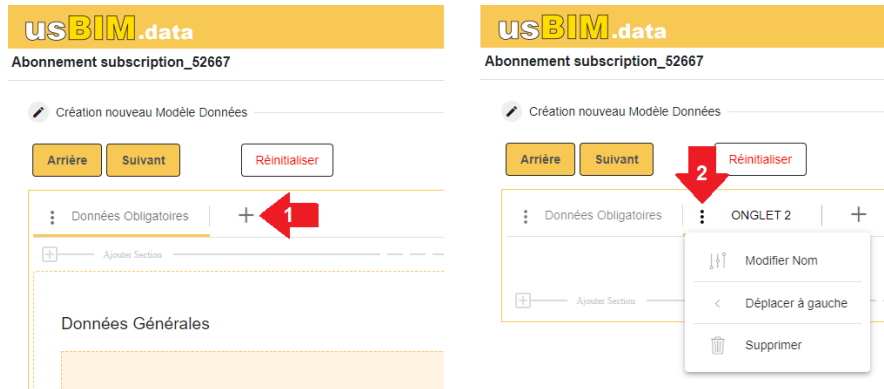 usBIM.data
Abonnement subscription_52667
Création nouveau Modèle Données
Arrière Suivant Réinitialiser
Données Obligatoires + 1
Ajouter Section
Données Générales
usBIM.data
Abonnement subscription_52667
Création nouveau Modèle Données
Arrière Suivant Réinitialiser
2
Données Obligatoires ONGLET 2 +
Modifier Nom
Ajouter Section
< Déplacer à gauche
Supprimer